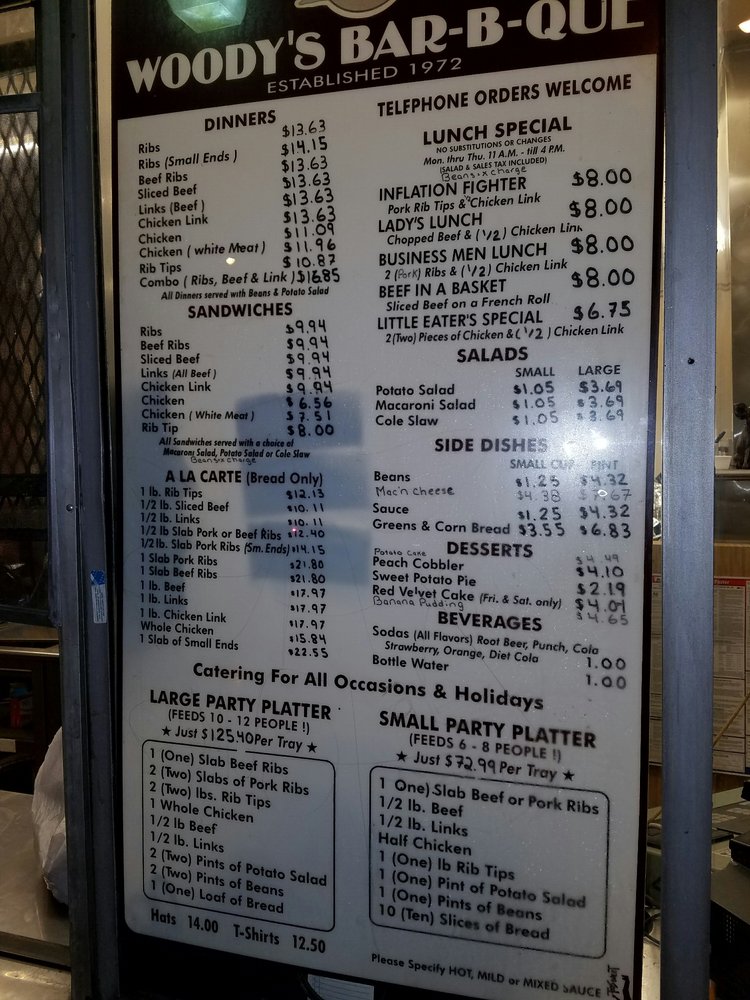 WOODY'S BAR-B-QUE
ESTABLISHED 1972
DINNERS
Ribs $13.63
Ribs (Small Ends) $14.15
Beef Ribs $13.63
Sliced Beef $13.63
Links (Beef) $13.63
Chicken Link $13.63
Chicken $11.09
Chicken (white Meat) $11.96
Rib Tips $10.87
Combo (Ribs, Beef & Link) $16.85
All Dinners served with Beans & Potato Salad
SANDWICHES
Ribs $9.94
Beef Ribs $9.94
Sliced Beef $9.94
Links (All Beef) $9.94
Chicken Link $9.94
Chicken $6.56
Chicken (White Meat) $7.51
Rib Tip $8.00
All Sandwiches served with a choice of
Macaroni Salad, Potato Salad or Cole Slaw
Beans x charge
A LA CARTE (Bread Only)
1 lb. Rib Tips $12.13
1/2 lb. Sliced Beef $10.11
1/2 lb. Links $10.11
1/2 lb Slab Pork or Beef Ribs $12.40
1/2 lb. Slab Pork Ribs (Sm. Ends) $14.15
1 Slab Pork Ribs $21.80
1 Slab Beef Ribs $21.80
1 lb. Beef $17.97
1 lb. Links $17.97
1 lb. Chicken Link $17.97
Whole Chicken $15.84
1 Slab of Small Ends $22.55
TELFPHONE ORDERS WELCOME
LUNCH SPECIAL
NO SUBSTITUTIONS OR CHANGES
Mon. thru Thu. 11 A.M. - till 4 P.M.
(SALAD & SALES TAX INCLUDED)
Beans x charge
INFLATION FIGHTER $8.00
Pork Rib Tips & Chicken Link
LADY'S LUNCH $8.00
Chopped Beef & (1/2) Chicken Link
BUSINESS MEN LUNCH $8.00
2 (Pork) Ribs & (1/2) Chicken Link
BEEF IN A BASKET $8.00
Sliced Beef on a French Roll
LITTLE EATER'S SPECIAL $6.75
2 (Two) Pieces of Chicken & (1/2) Chicken Link
SALADS
SMALL LARGE
Potato Salad $1.05 $3.69
Macaroni Salad $1.05 $3.69
Cole Slaw $1.05 $3.69
SIDE DISHES
SMALL CUP PINT
Beans $1.25 $4.32
Mac'n Cheese $4.38
Sauce $1.25 $4.32
Greens & Corn Bread $3.55 $6.83
DESSERTS
Potato Cake $4.49
Peach Cobbler $4.10
Sweet Potato Pie $2.19
Red Velvet Cake (Fri. & Sat. only) $4.01
Banana Pudding $4.65
BEVERAGES
Sodas (All Flavors) Root Beer, Punch, Cola
Strawberry, Orange, Diet Cola 1.00
Bottle Water 1.00
Catering For All Occasions & Holidays
LARGE PARTY PLATTER
(FEEDS 10 - 12 PEOPLE !)
★ Just $125.40 Per Tray ★
1 (One) Slab Beef Ribs
2 (Two) Slabs of Pork Ribs
2 (Two) lbs. Rib Tips
1 Whole Chicken
1/2 lb Beef
1/2 lb. Links
2 (Two) Pints of Potato Salad
2 (Two) Pints of Beans
1 (One) Loaf of Bread
Hats 14.00 T-Shirts 12.50
SMALL PARTY PLATTER
(FEEDS 6 - 8 PEOPLE !)
★ Just $72.99 Per Tray ★
1 One) Slab Beef or Pork Ribs
1/2 lb. Beef
1/2 lb. Links
Half Chicken
1 (One) lb Rib Tips
1 (One) Pint of Potato Salad
1 (One) Pints of Beans
10 (Ten) Slices of Bread
Please Specify HOT, MILD or MIXED SAUCE